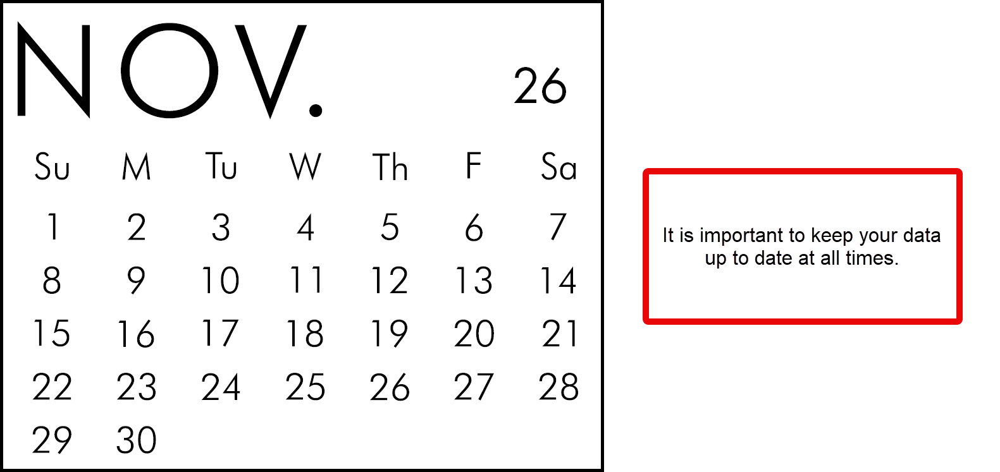 NOV. 26
Su M Tu W Th F Sa
1 2 3 4 5 6 7
8 9 10 11 12 13 14
15 16 17 18 19 20 21
22 23 24 25 26 27 28
29 30
It is important to keep your data
up to date at all times.